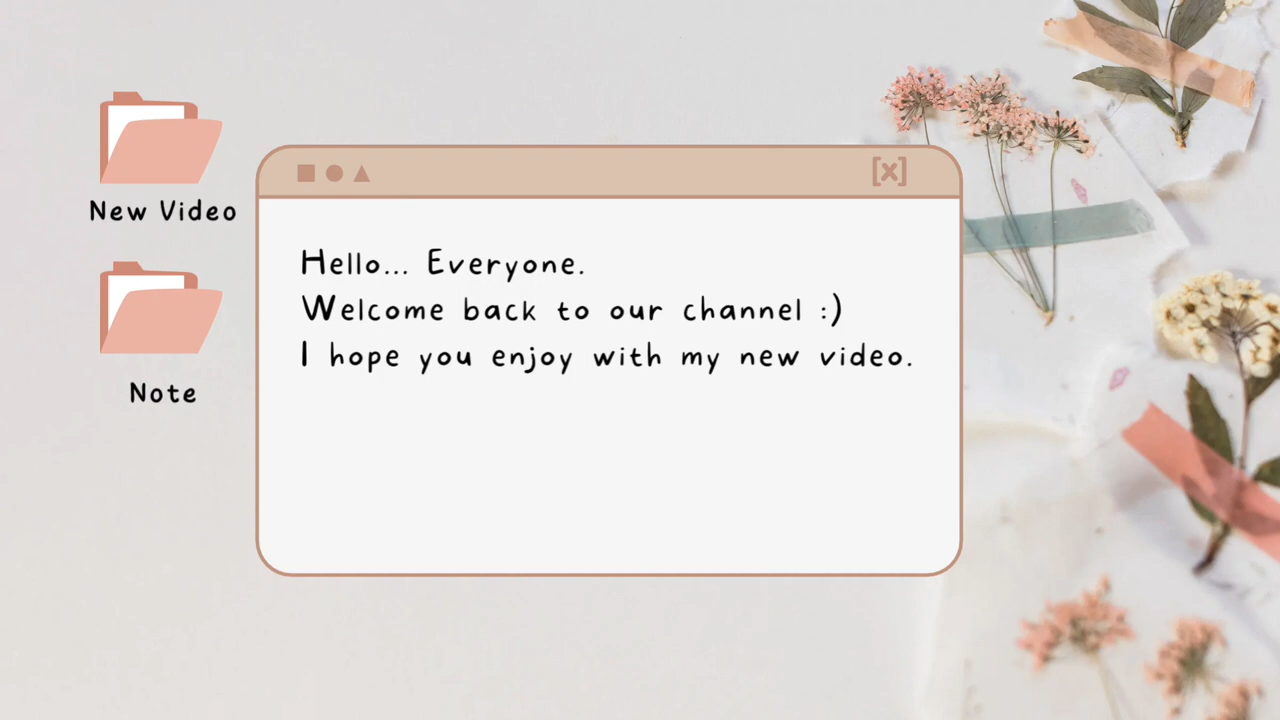 New Video
Note
Hello... Everyone.
Welcome back to our channel :)
I hope you enjoy with my new video.